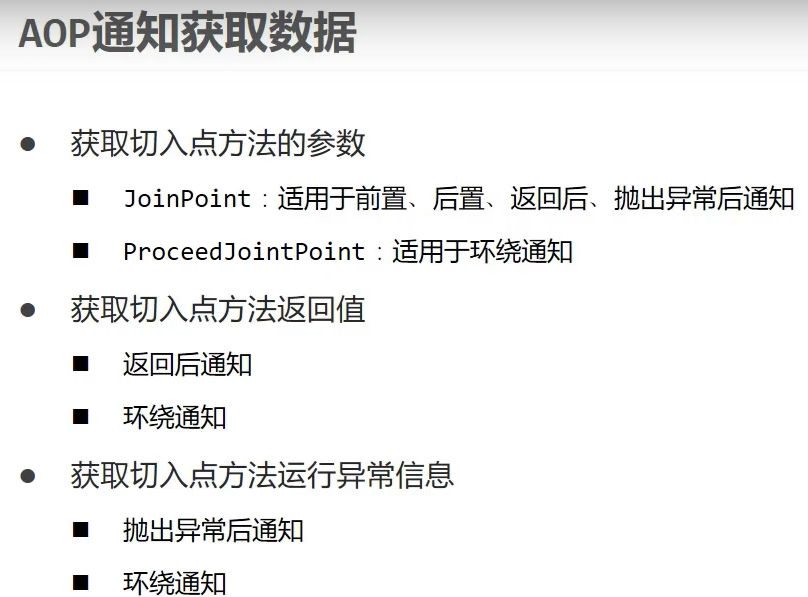 AOP通知获取数据
获取切入点方法的参数
JoinPoint：适用于前置、后置、返回后、抛出异常后通知
ProceedJointPoint：适用于环绕通知
获取切入点方法返回值
返回后通知
环绕通知
获取切入点方法运行异常信息
抛出异常后通知
环绕通知